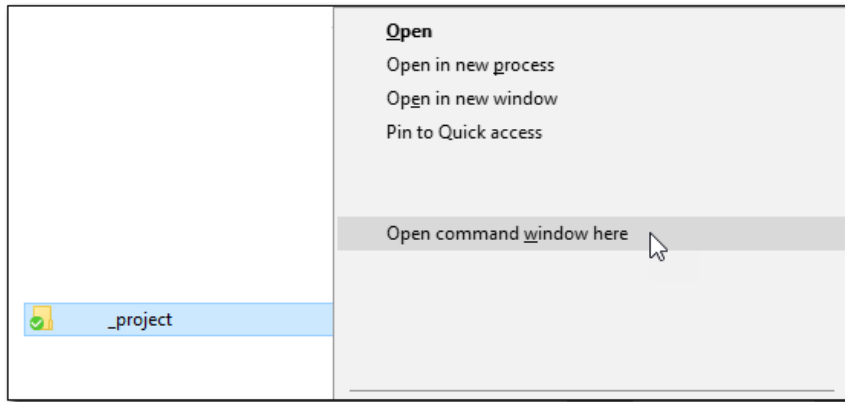 Open
Open in new process
Open in new window
Pin to Quick access
Open command window here
_project